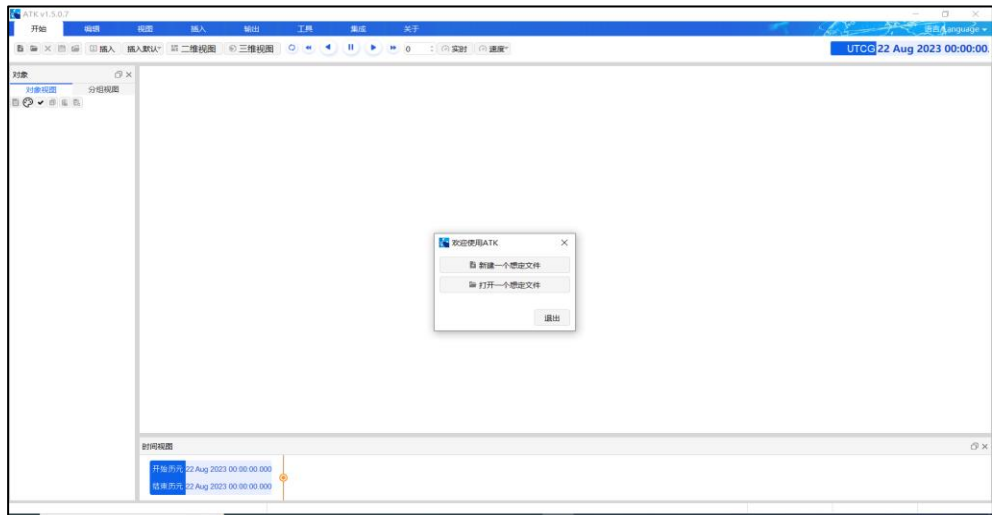 ATK v1.5.0.7
开始 编辑 视图 插入 输出 工具 集成 关于 语言/Language
插入 插入默认 二维视图 三维视图 0 实时 速度 UTCG 22 Aug 2023 00:00:00.
对象
对象视图 分组视图
欢迎使用ATK
新建一个想定文件
打开一个想定文件
退出
时间视图
开始历元 22 Aug 2023 00:00:00.000
结束历元 22 Aug 2023 00:00:00.000